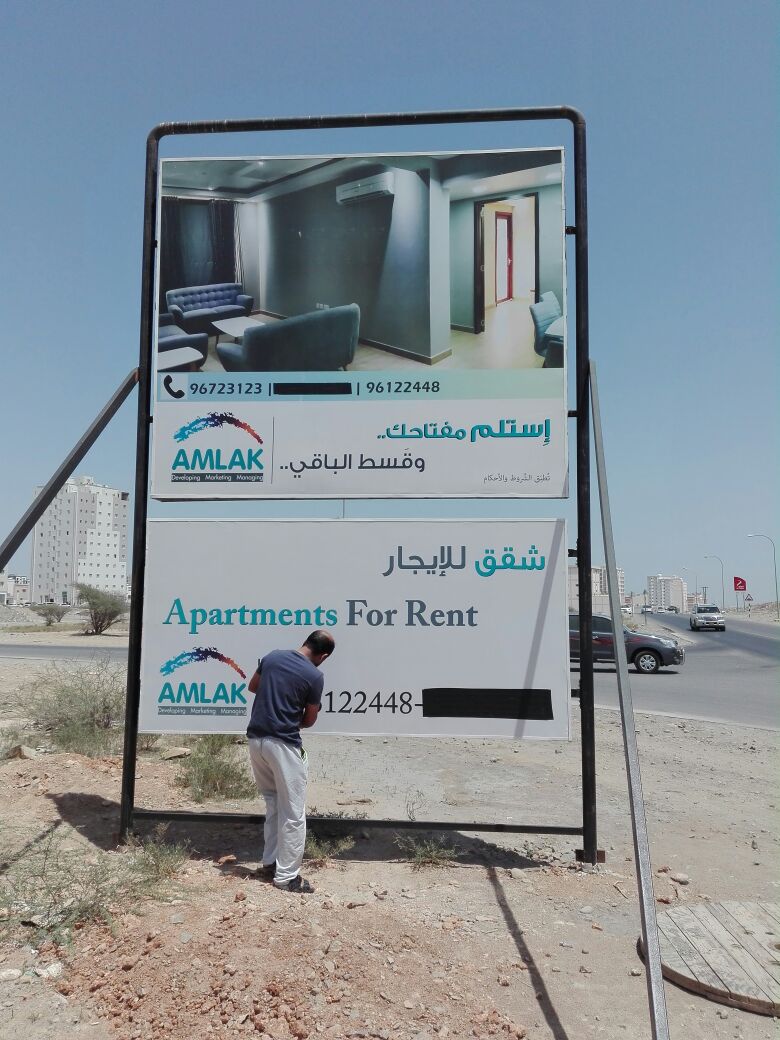 96723123 | | 96122448
إستلم مفتاحك..
وقسط الباقي..
تُطبق الشروط والأحكام
AMLAK
Developing Marketing Managing
شقق للإيجار
Apartments For Rent
AMLAK
Developing Marketing Managing
122448-